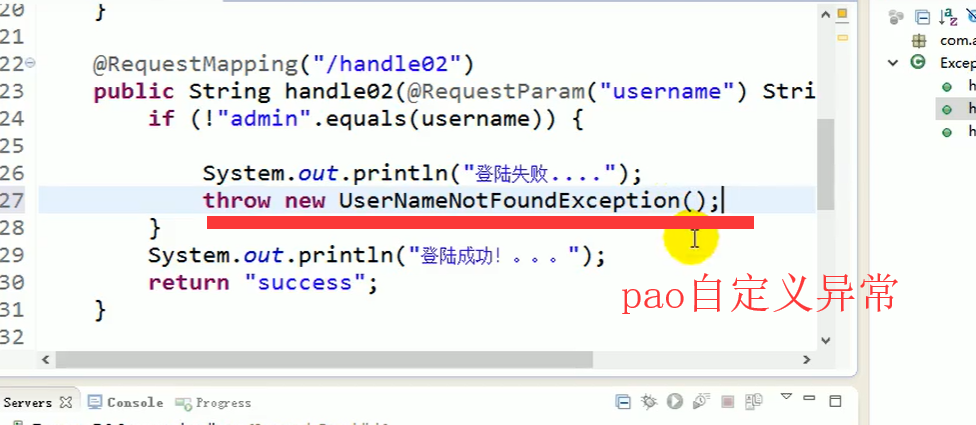 20 }
21
22 @RequestMapping("/handle02")
23 public String handle02(@RequestParam("username") Stri
24 if (!"admin".equals(username)) {
25
26 System.out.println("登陆失败....");
27 throw new UserNameNotFoundException();
28 }
29 System.out.println("登陆成功！。。。");
30 return "success";
31 }
32
pao自定义异常
com.a
Excep
h
h
h
Servers Console Progress